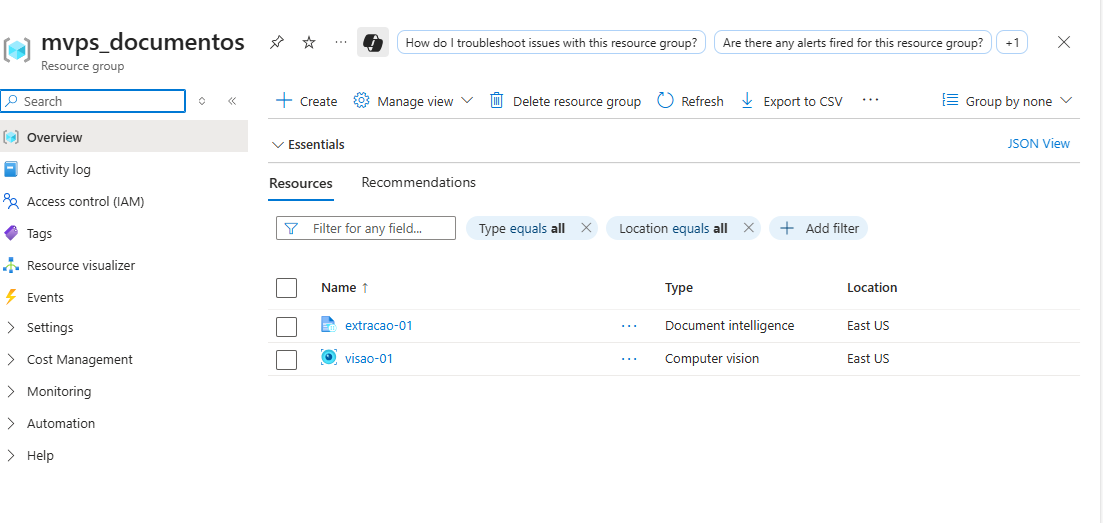 mvps_documentos
Resource group
How do I troubleshoot issues with this resource group?
Are there any alerts fired for this resource group?
+1
Search
Create
Manage view
Delete resource group
Refresh
Export to CSV
Group by none
Overview
Activity log
Access control (IAM)
Tags
Resource visualizer
Events
Settings
Cost Management
Monitoring
Automation
Help
Essentials
JSON View
Resources
Recommendations
Filter for any field...
Type equals all
Location equals all
Add filter
Name ↑ Type Location
extracao-01 Document intelligence East US
visao-01 Computer vision East US